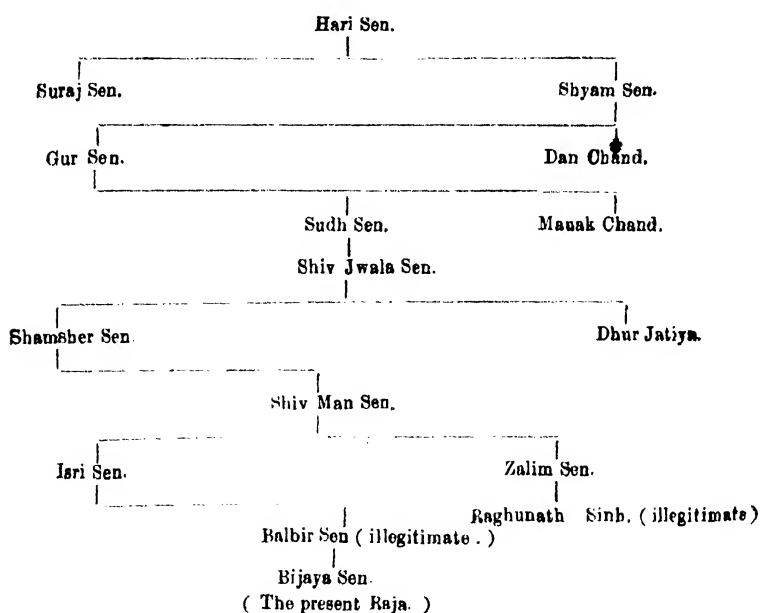 Hari Sen.
Suraj Sen. Shyam Sen.
Gur Sen. Dan Chand.
Sudh Sen. Manak Chand.
Shiv Jwala Sen.
Shamsher Sen. Dhur Jatiya.
Shiv Man Sen.
Isri Sen. Zalim Sen.
Raghunath Sinh. (illegitimate)
Balbir Sen (illegitimate.)
Bijaya Sen.
(The present Raja.)